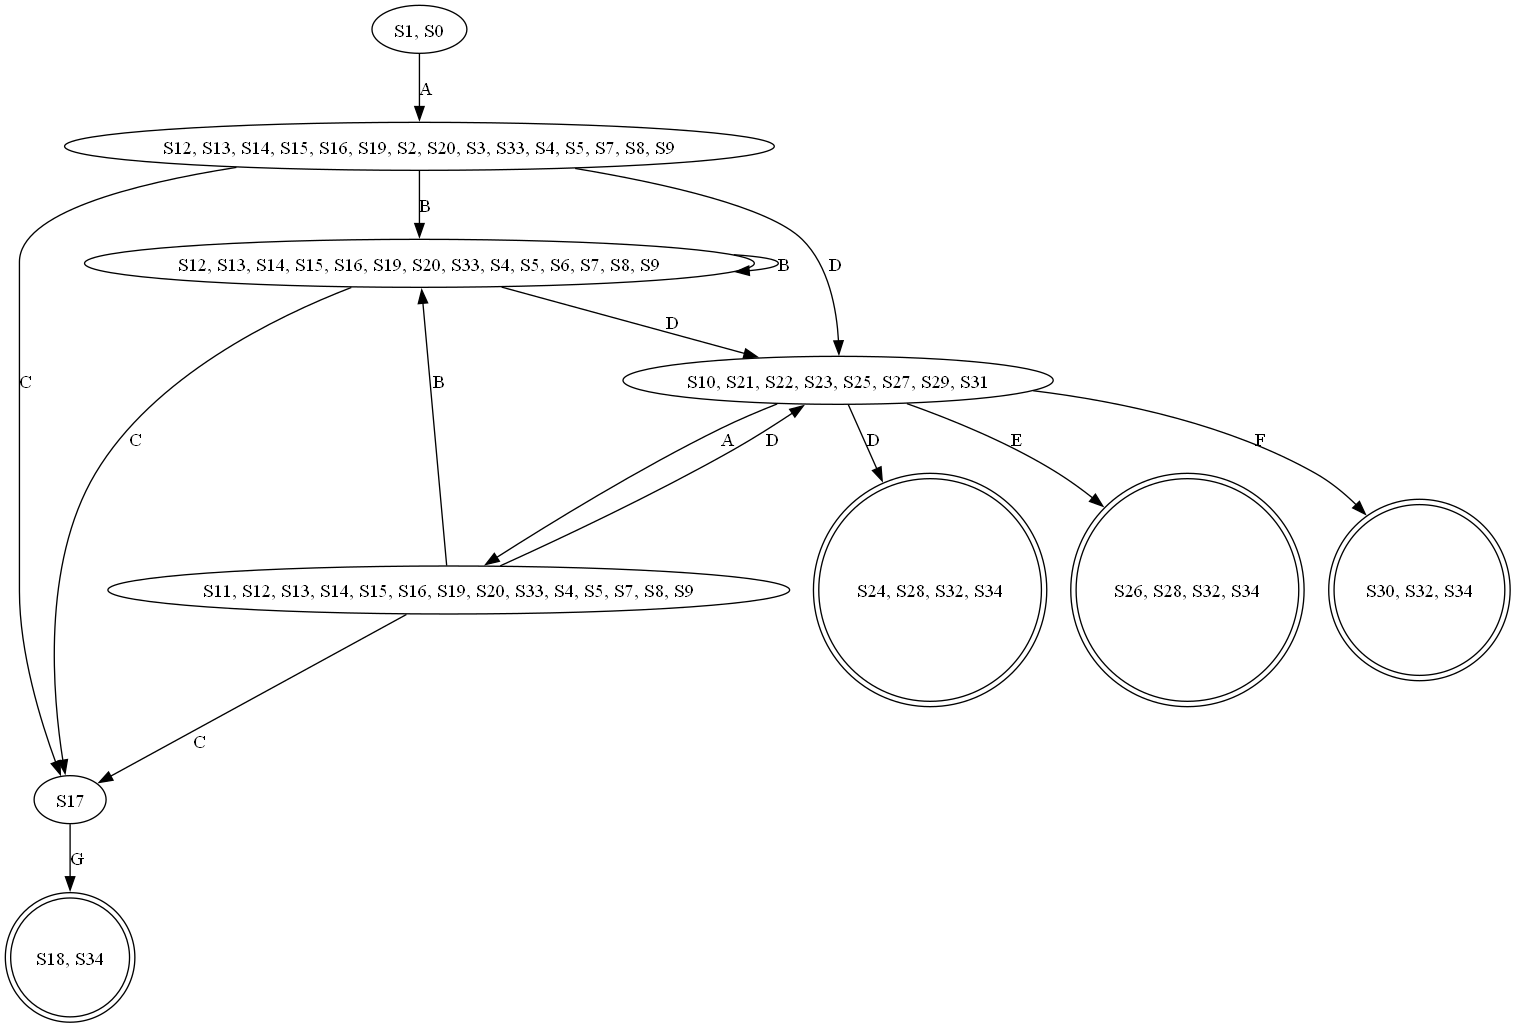 S1, S0
A
S12, S13, S14, S15, S16, S19, S2, S20, S3, S33, S4, S5, S7, S8, S9
B
S12, S13, S14, S15, S16, S19, S20, S33, S4, S5, S6, S7, S8, S9
B
D
D
S10, S21, S22, S23, S25, S27, S29, S31
C
B
C
A
D
D
E
F
S11, S12, S13, S14, S15, S16, S19, S20, S33, S4, S5, S7, S8, S9
S24, S28, S32, S34
S26, S28, S32, S34
S30, S32, S34
C
S17
G
S18, S34